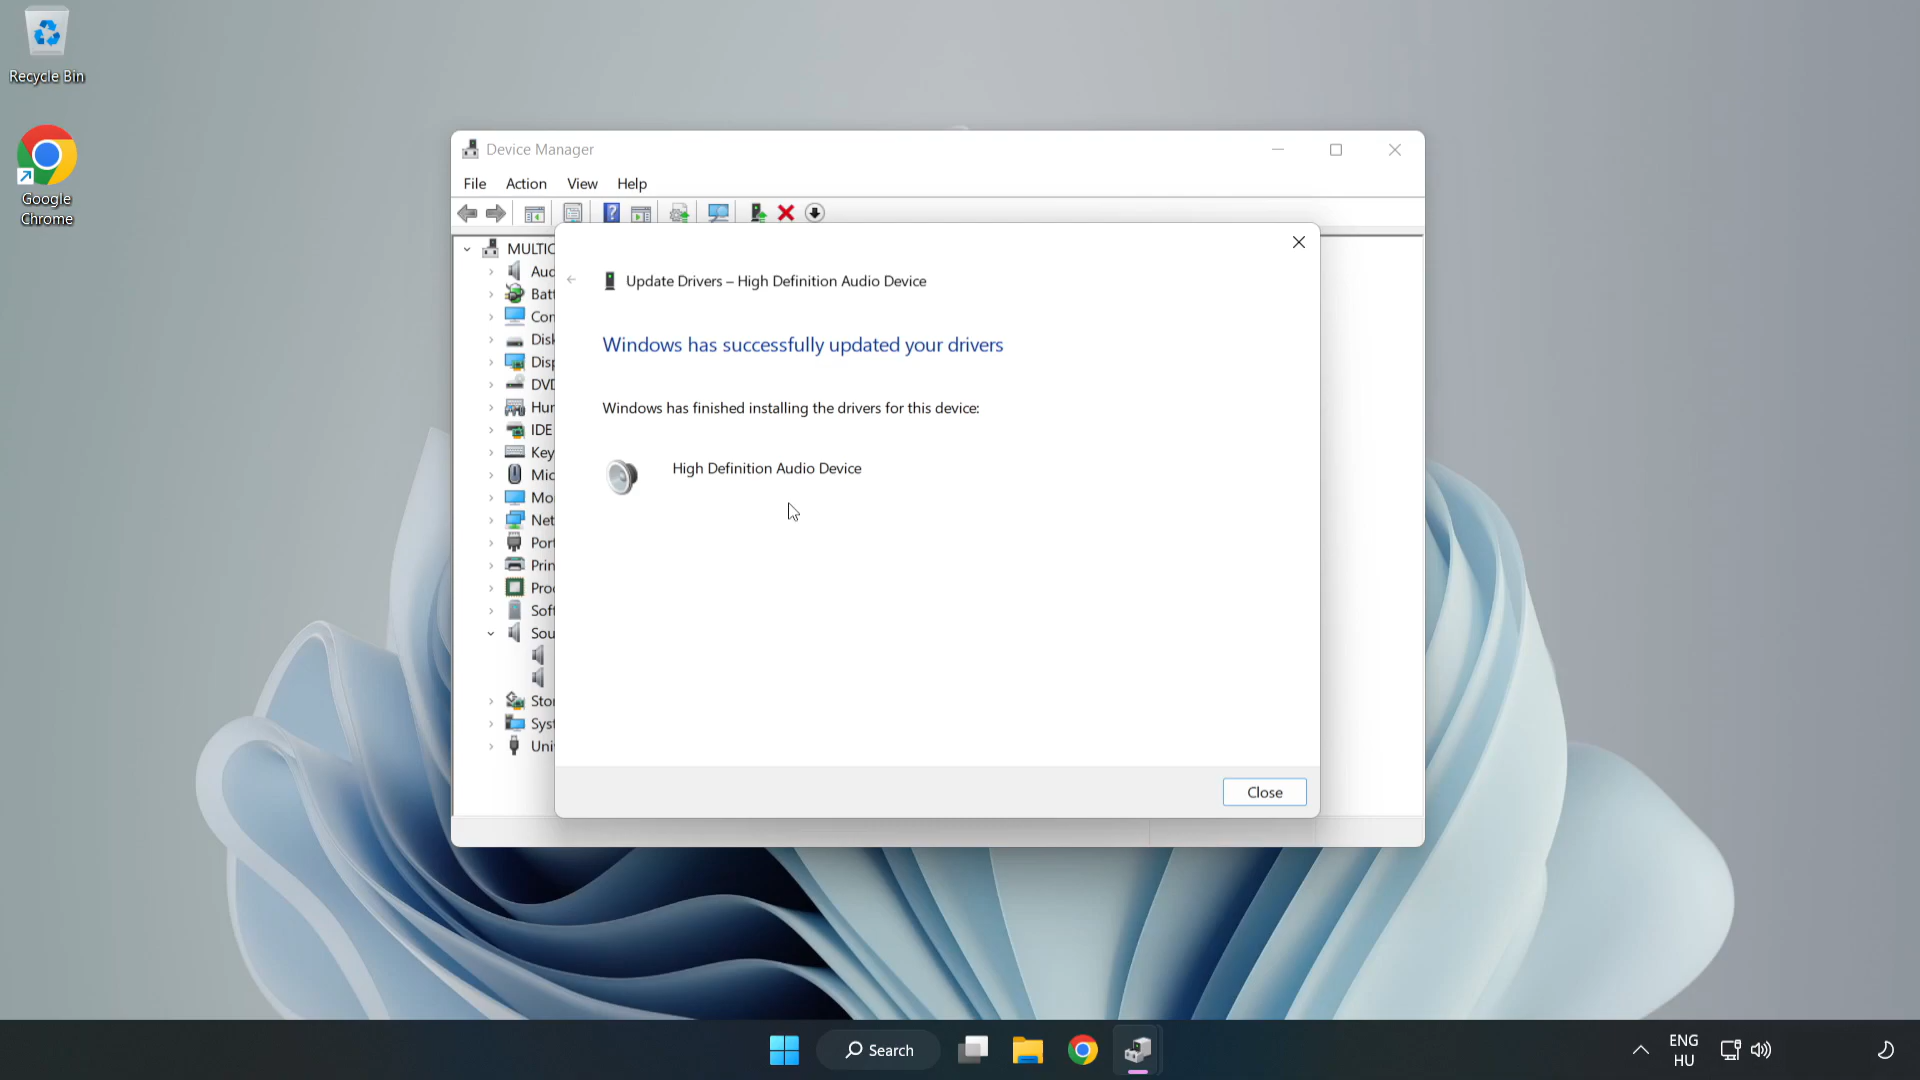 Recycle Bin
Google
Chrome
Device Manager
File Action View Help
MULTIC
Aud
Batt
Con
Disk
Disp
DVD
Hur
IDE
Key
Mic
Mor
Net
Port
Prin
Proc
Soft
Sou
Stor
Syst
Uni
Update Drivers – High Definition Audio Device
Windows has successfully updated your drivers
Windows has finished installing the drivers for this device:
High Definition Audio Device
Close
Search
ENG
HU